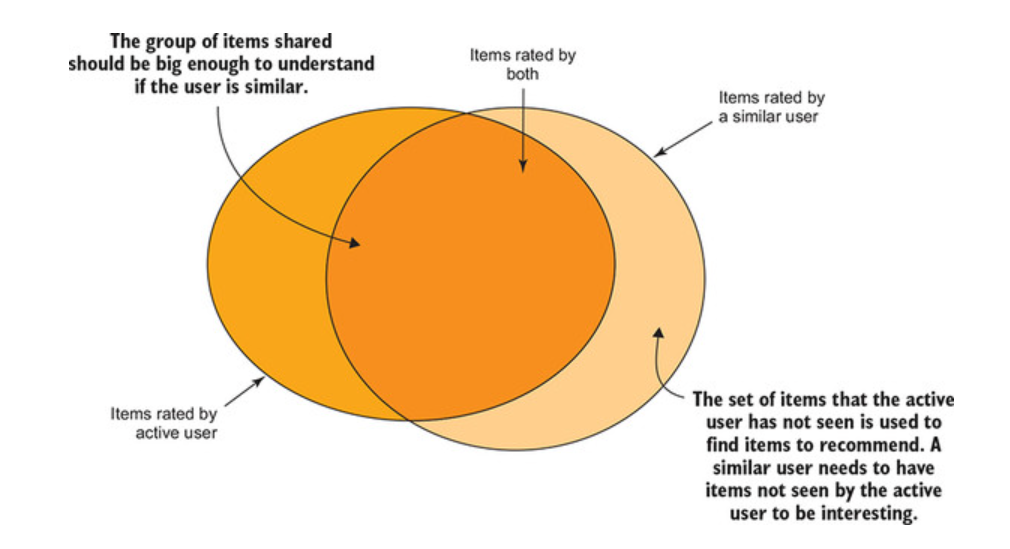 The group of items shared
should be big enough to understand
if the user is similar.
Items rated by
both
Items rated by
a similar user
Items rated by
active user
The set of items that the active
user has not seen is used to
find items to recommend. A
similar user needs to have
items not seen by the active
user to be interesting.